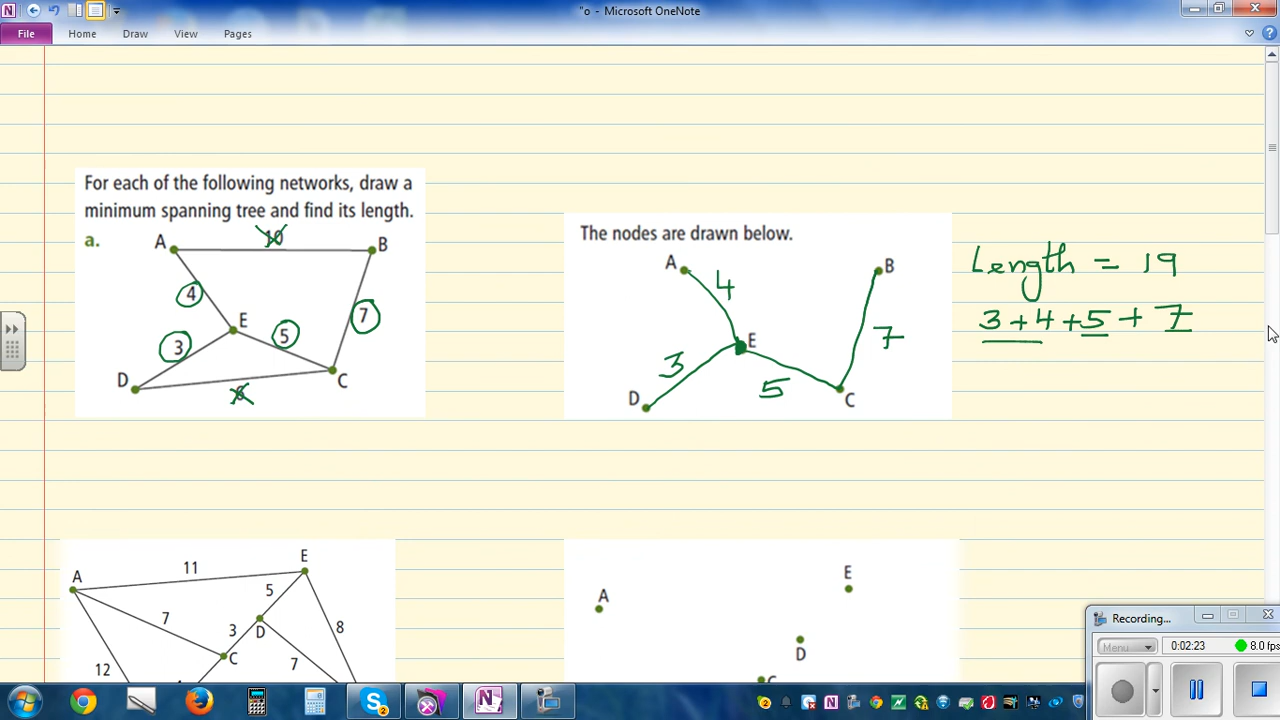 "o - Microsoft OneNote
File Home Draw View Pages
For each of the following networks, draw a
minimum spanning tree and find its length.
a.
A
10
B
4
E
3
5
7
D
6
C
The nodes are drawn below.
A
4
B
E
3
5
7
D
C
Length = 19
3 + 4 + 5 + 7
A
11
E
5
7
3
D
8
C
12
7
A
E
D
C
Recording...
0:02:23
8.0 fps
Menu